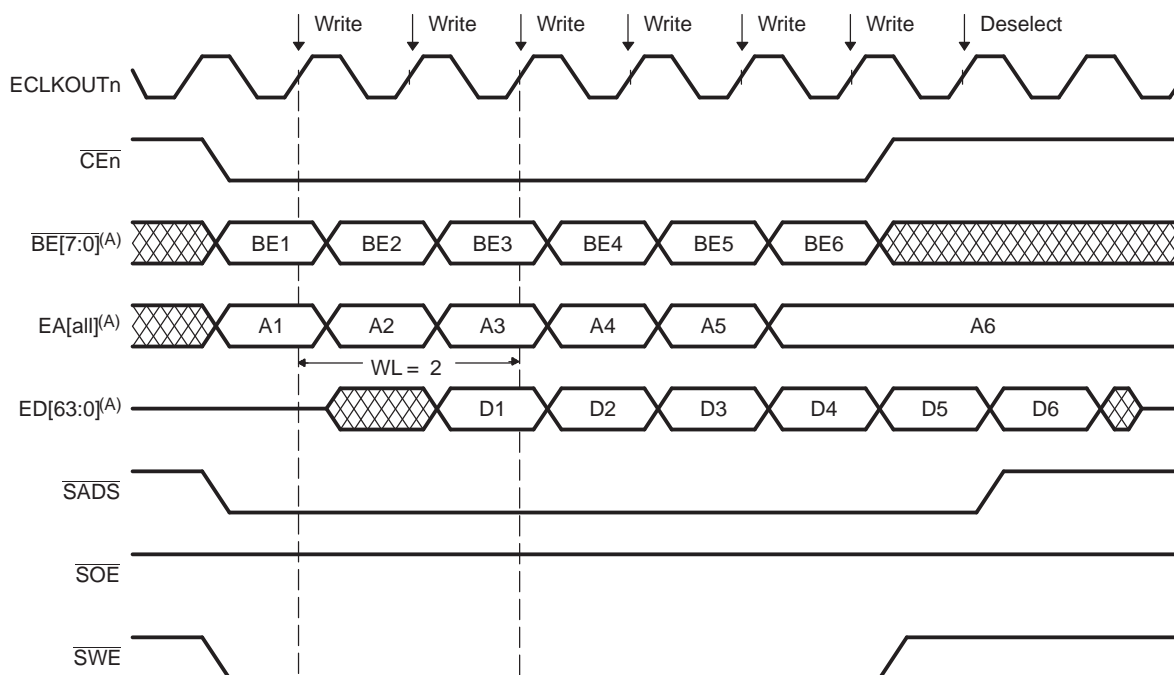 Write Write Write Write Write Write Deselect
ECLKOUTn
CEn
BE[7:0](A) BE1 BE2 BE3 BE4 BE5 BE6
EA[all](A) A1 A2 A3 A4 A5 A6
WL = 2
ED[63:0](A) D1 D2 D3 D4 D5 D6
SADS
SOE
SWE